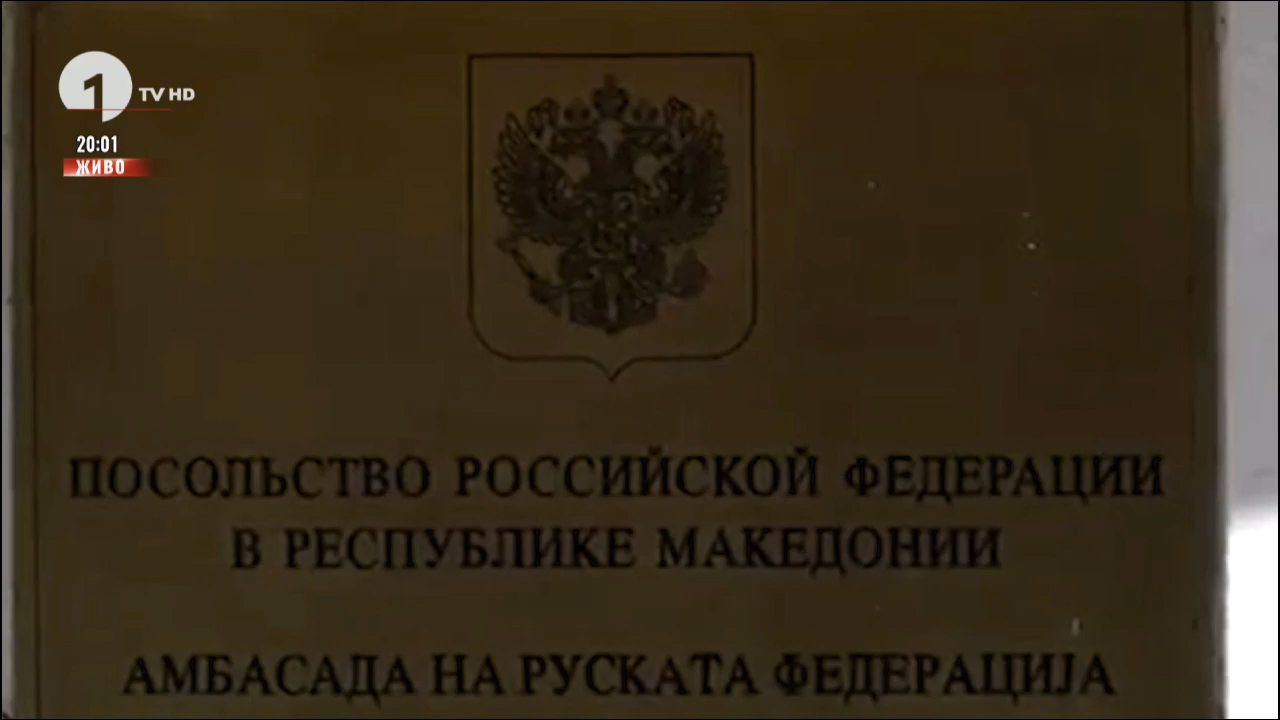 1 TV HD
20:01
ЖИВО
ПОСОЛЬСТВО РОССИЙСКОЙ ФЕДЕРАЦИИ
В РЕСПУБЛИКЕ МАКЕДОНИИ
АМБАСАДА НА РУСКАТА ФЕДЕРАЦИЈА